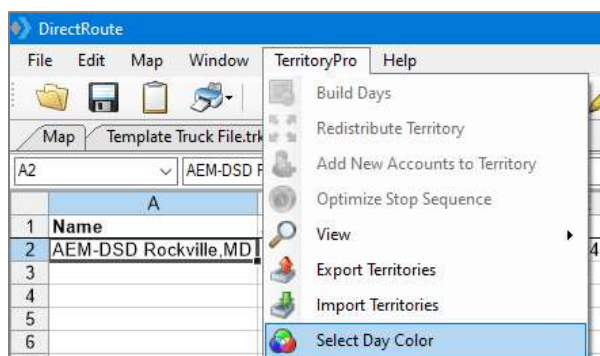 DirectRoute
File Edit Map Window TerritoryPro Help
Build Days
Redistribute Territory
Map Template Truck File.trk
Add New Accounts to Territory
A2 AEM-DSD
Optimize Stop Sequence
A
View
1 Name
2 AEM-DSD Rockville,MD 4
Export Territories
3
Import Territories
4
5
Select Day Color
6